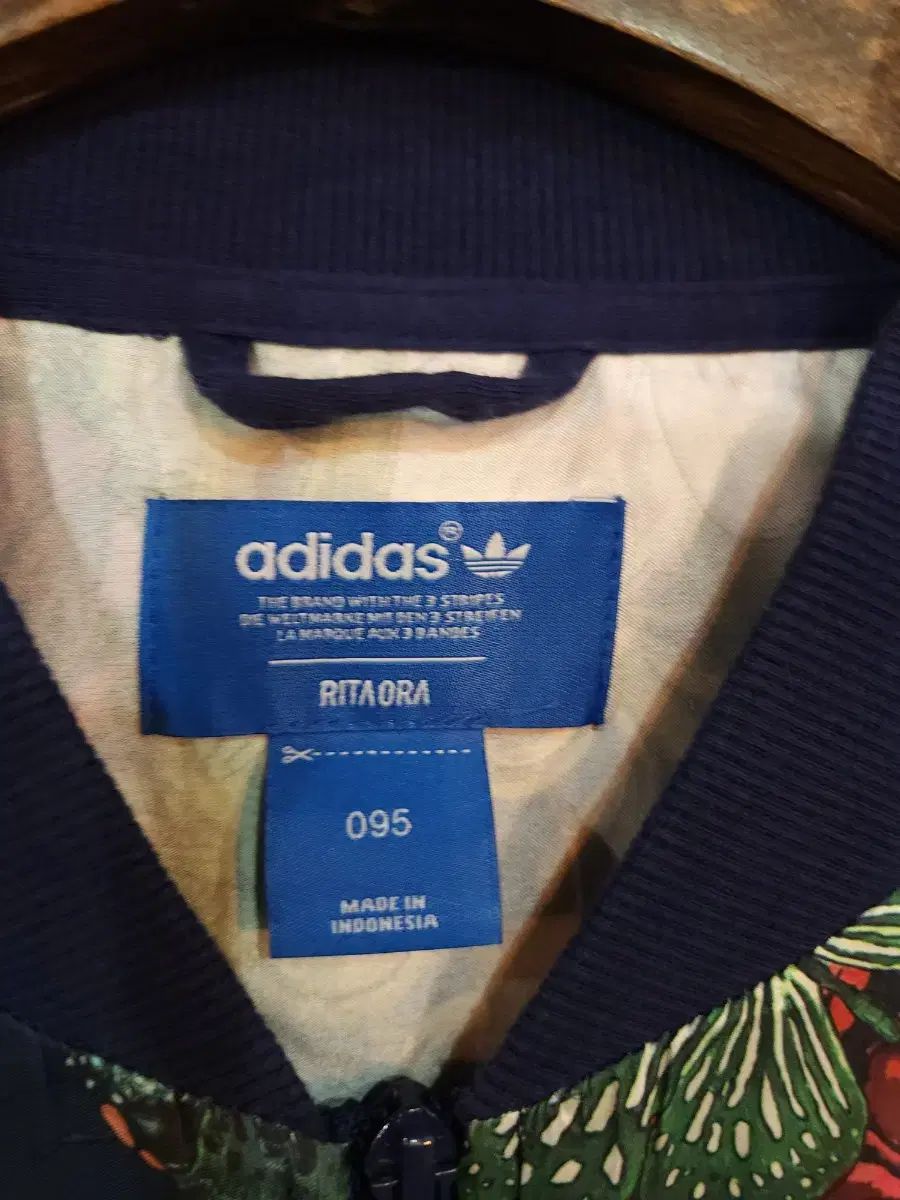 adidas®
THE BRAND WITH THE 3 STRIPES
DIE WELTMARKE MIT DEN 3 STREIFEN
LA MARQUE AUX 3 BANDES
RITA ORA
095
MADE IN
INDONESIA